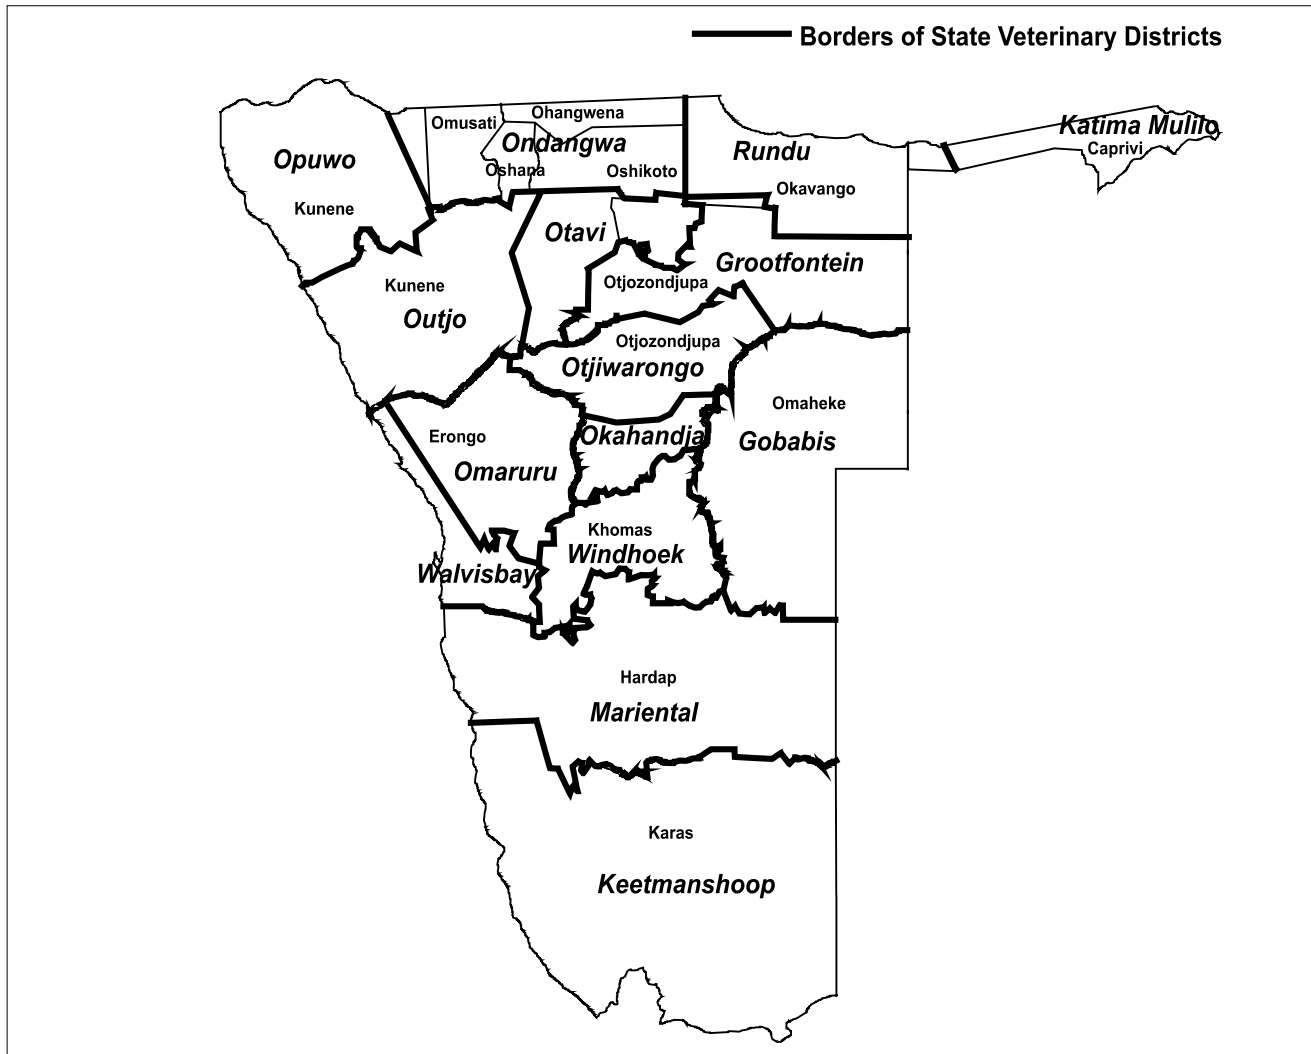 Borders of State Veterinary Districts
Ohangwena
Omusati
Katima Mulilo
Ondangwa
Caprivi
Opuwo
Rundu
Oshana
Oshikoto
Okavango
Kunene
Otavi
Grootfontein
Otjozondjupa
Kunene
Outjo
Otjozondjupa
Otjiwarongo
Omaheke
Erongo
Okahandja
Gobabis
Omaruru
Khomas
Windhoek
Walvisbay
Hardap
Mariental
Karas
Keetmanshoop